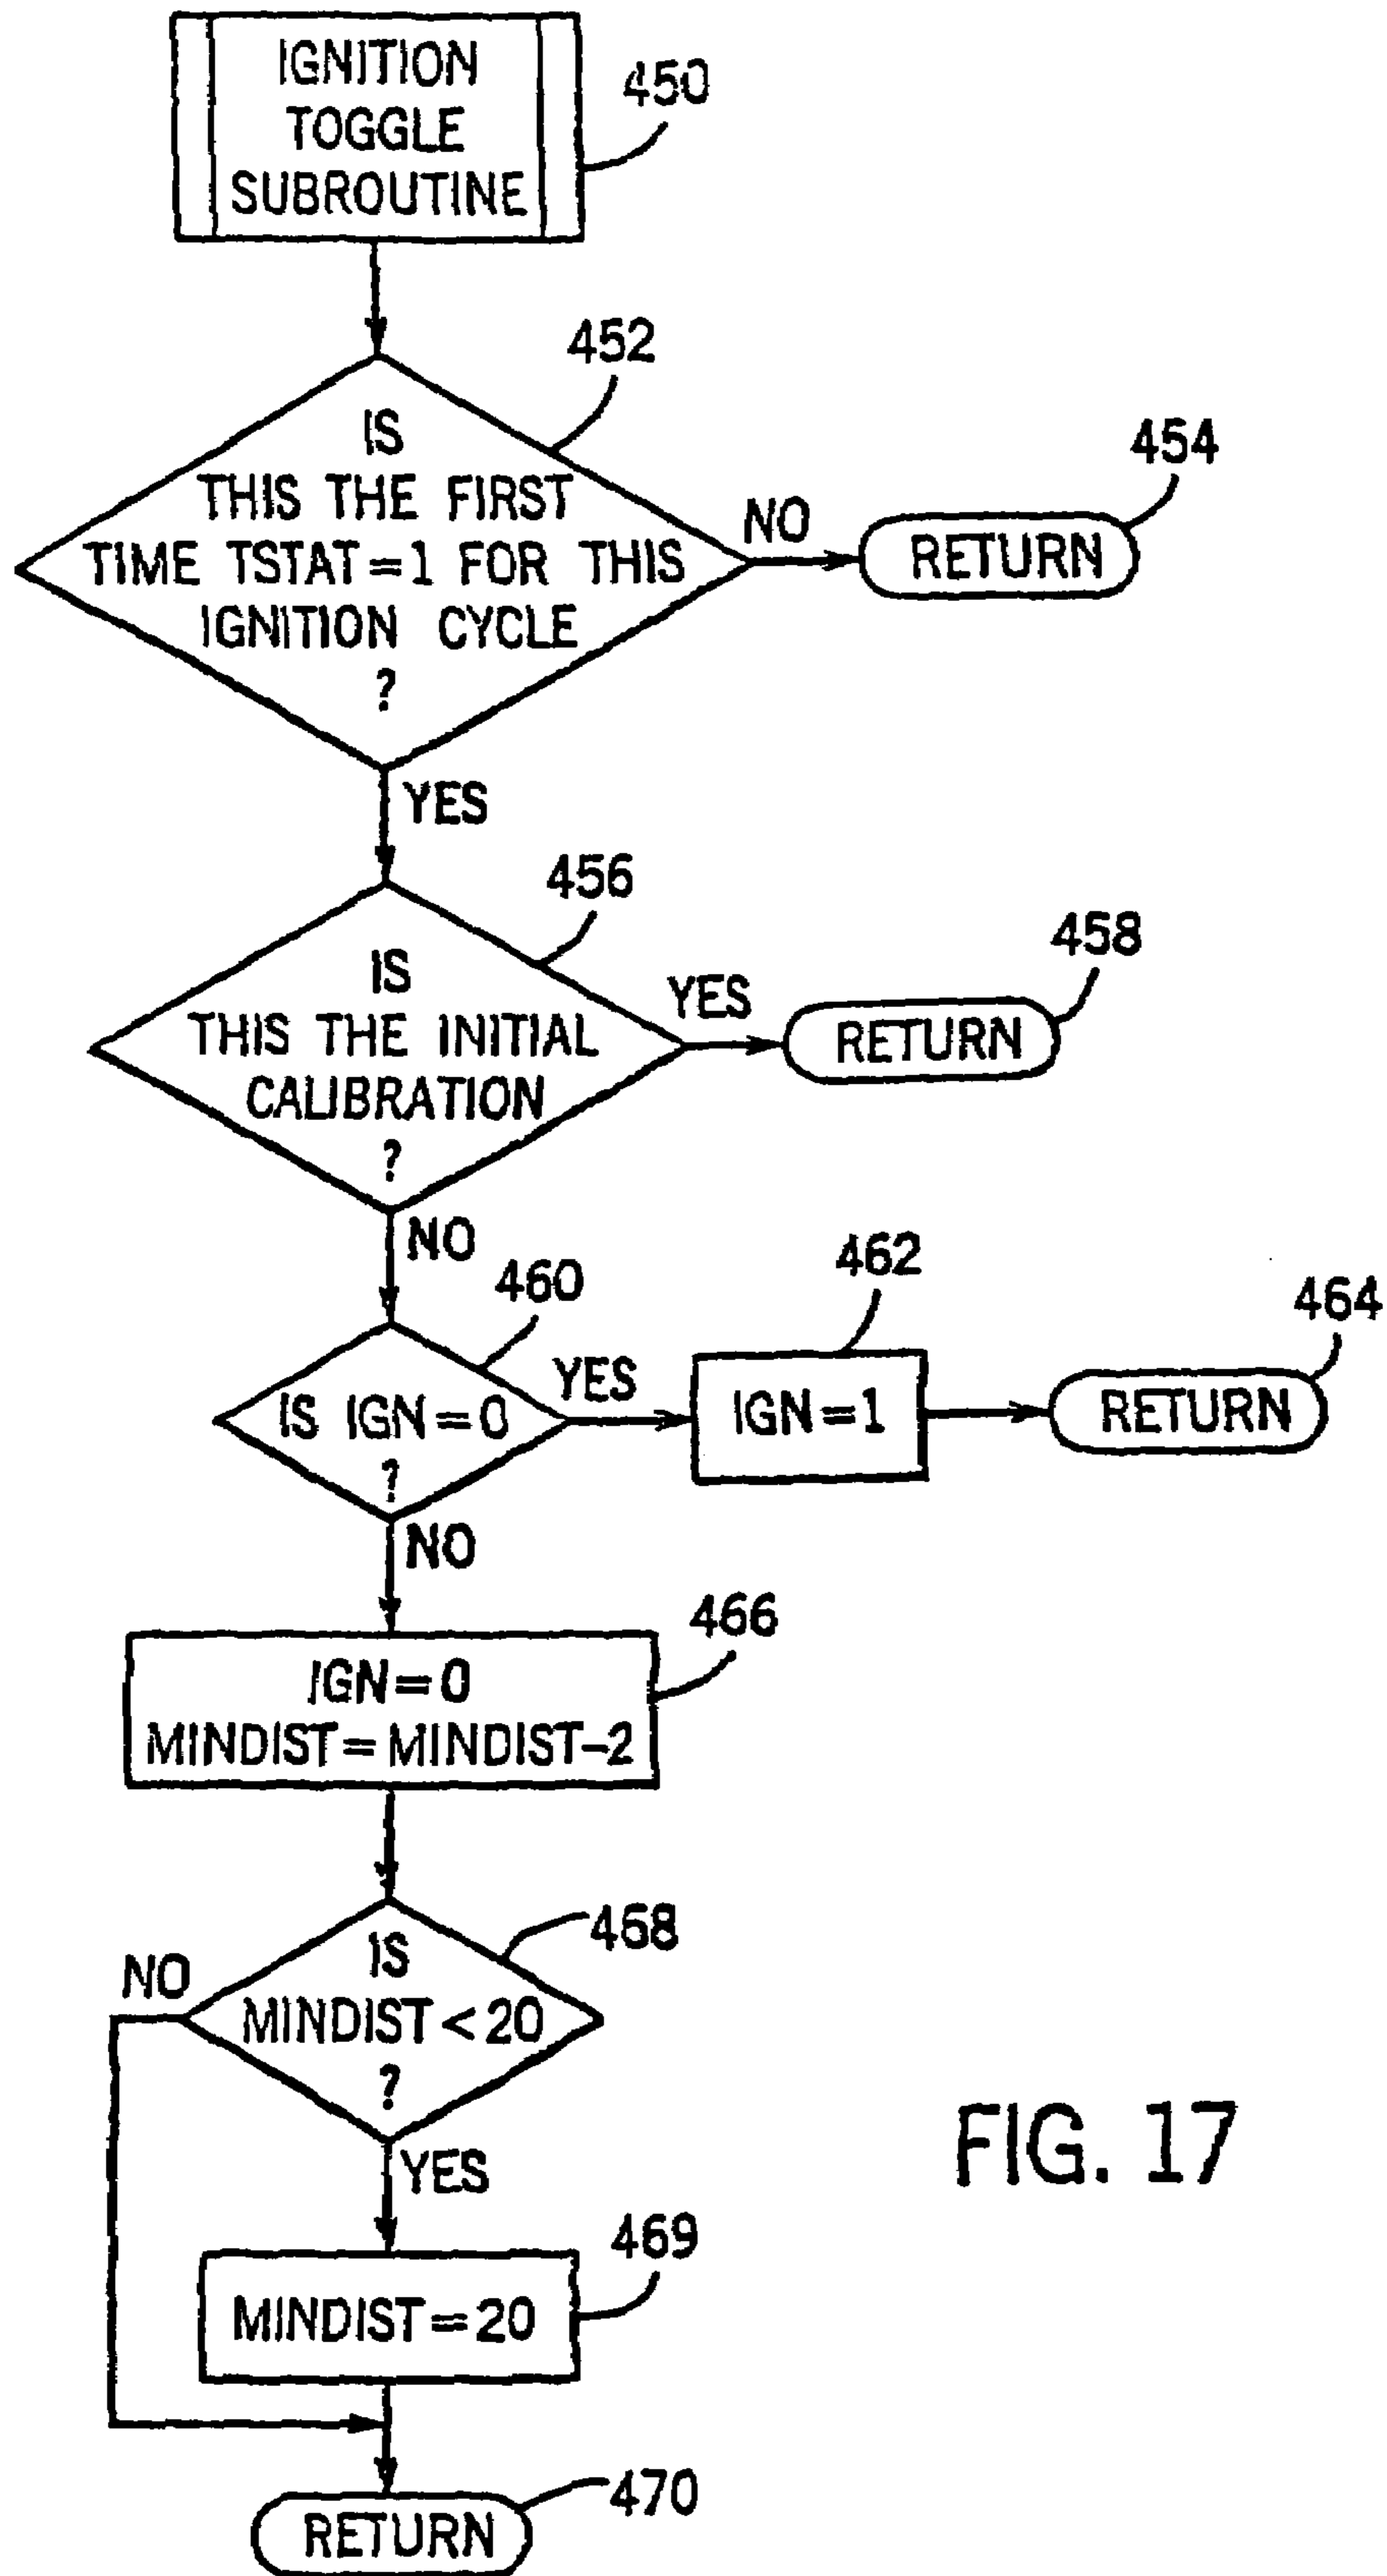 IGNITION
TOGGLE
SUBROUTINE
450
452
IS
THIS THE FIRST
TIME TSTAT=1 FOR THIS
IGNITION CYCLE
?
NO
454
RETURN
YES
456
IS
THIS THE INITIAL
CALIBRATION
?
YES
458
RETURN
NO
460
IS IGN=0
?
YES
462
IGN=1
464
RETURN
NO
466
IGN=0
MINDIST=MINDIST-2
468
IS
MINDIST<20
?
NO
YES
469
MINDIST=20
470
RETURN
FIG. 17